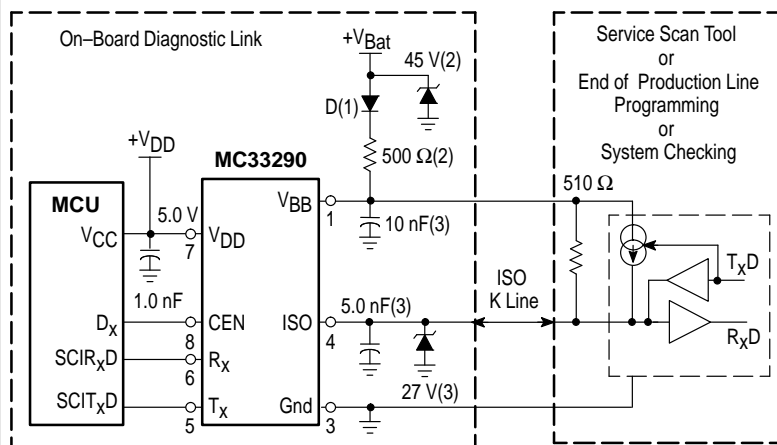 On–Board Diagnostic Link
+VBat
45 V(2)
D(1)
500 Ω(2)
Service Scan Tool
or
End of Production Line
Programming
or
System Checking
+VDD
MC33290
510 Ω
MCU
VCC
5.0 V
7
VDD
VBB
1
10 nF(3)
1.0 nF
ISO
K Line
TxD
RxD
Dx
8
CEN
ISO
4
5.0 nF(3)
SCIRxD
6
Rx
27 V(3)
SCITxD
5
Tx
Gnd
3